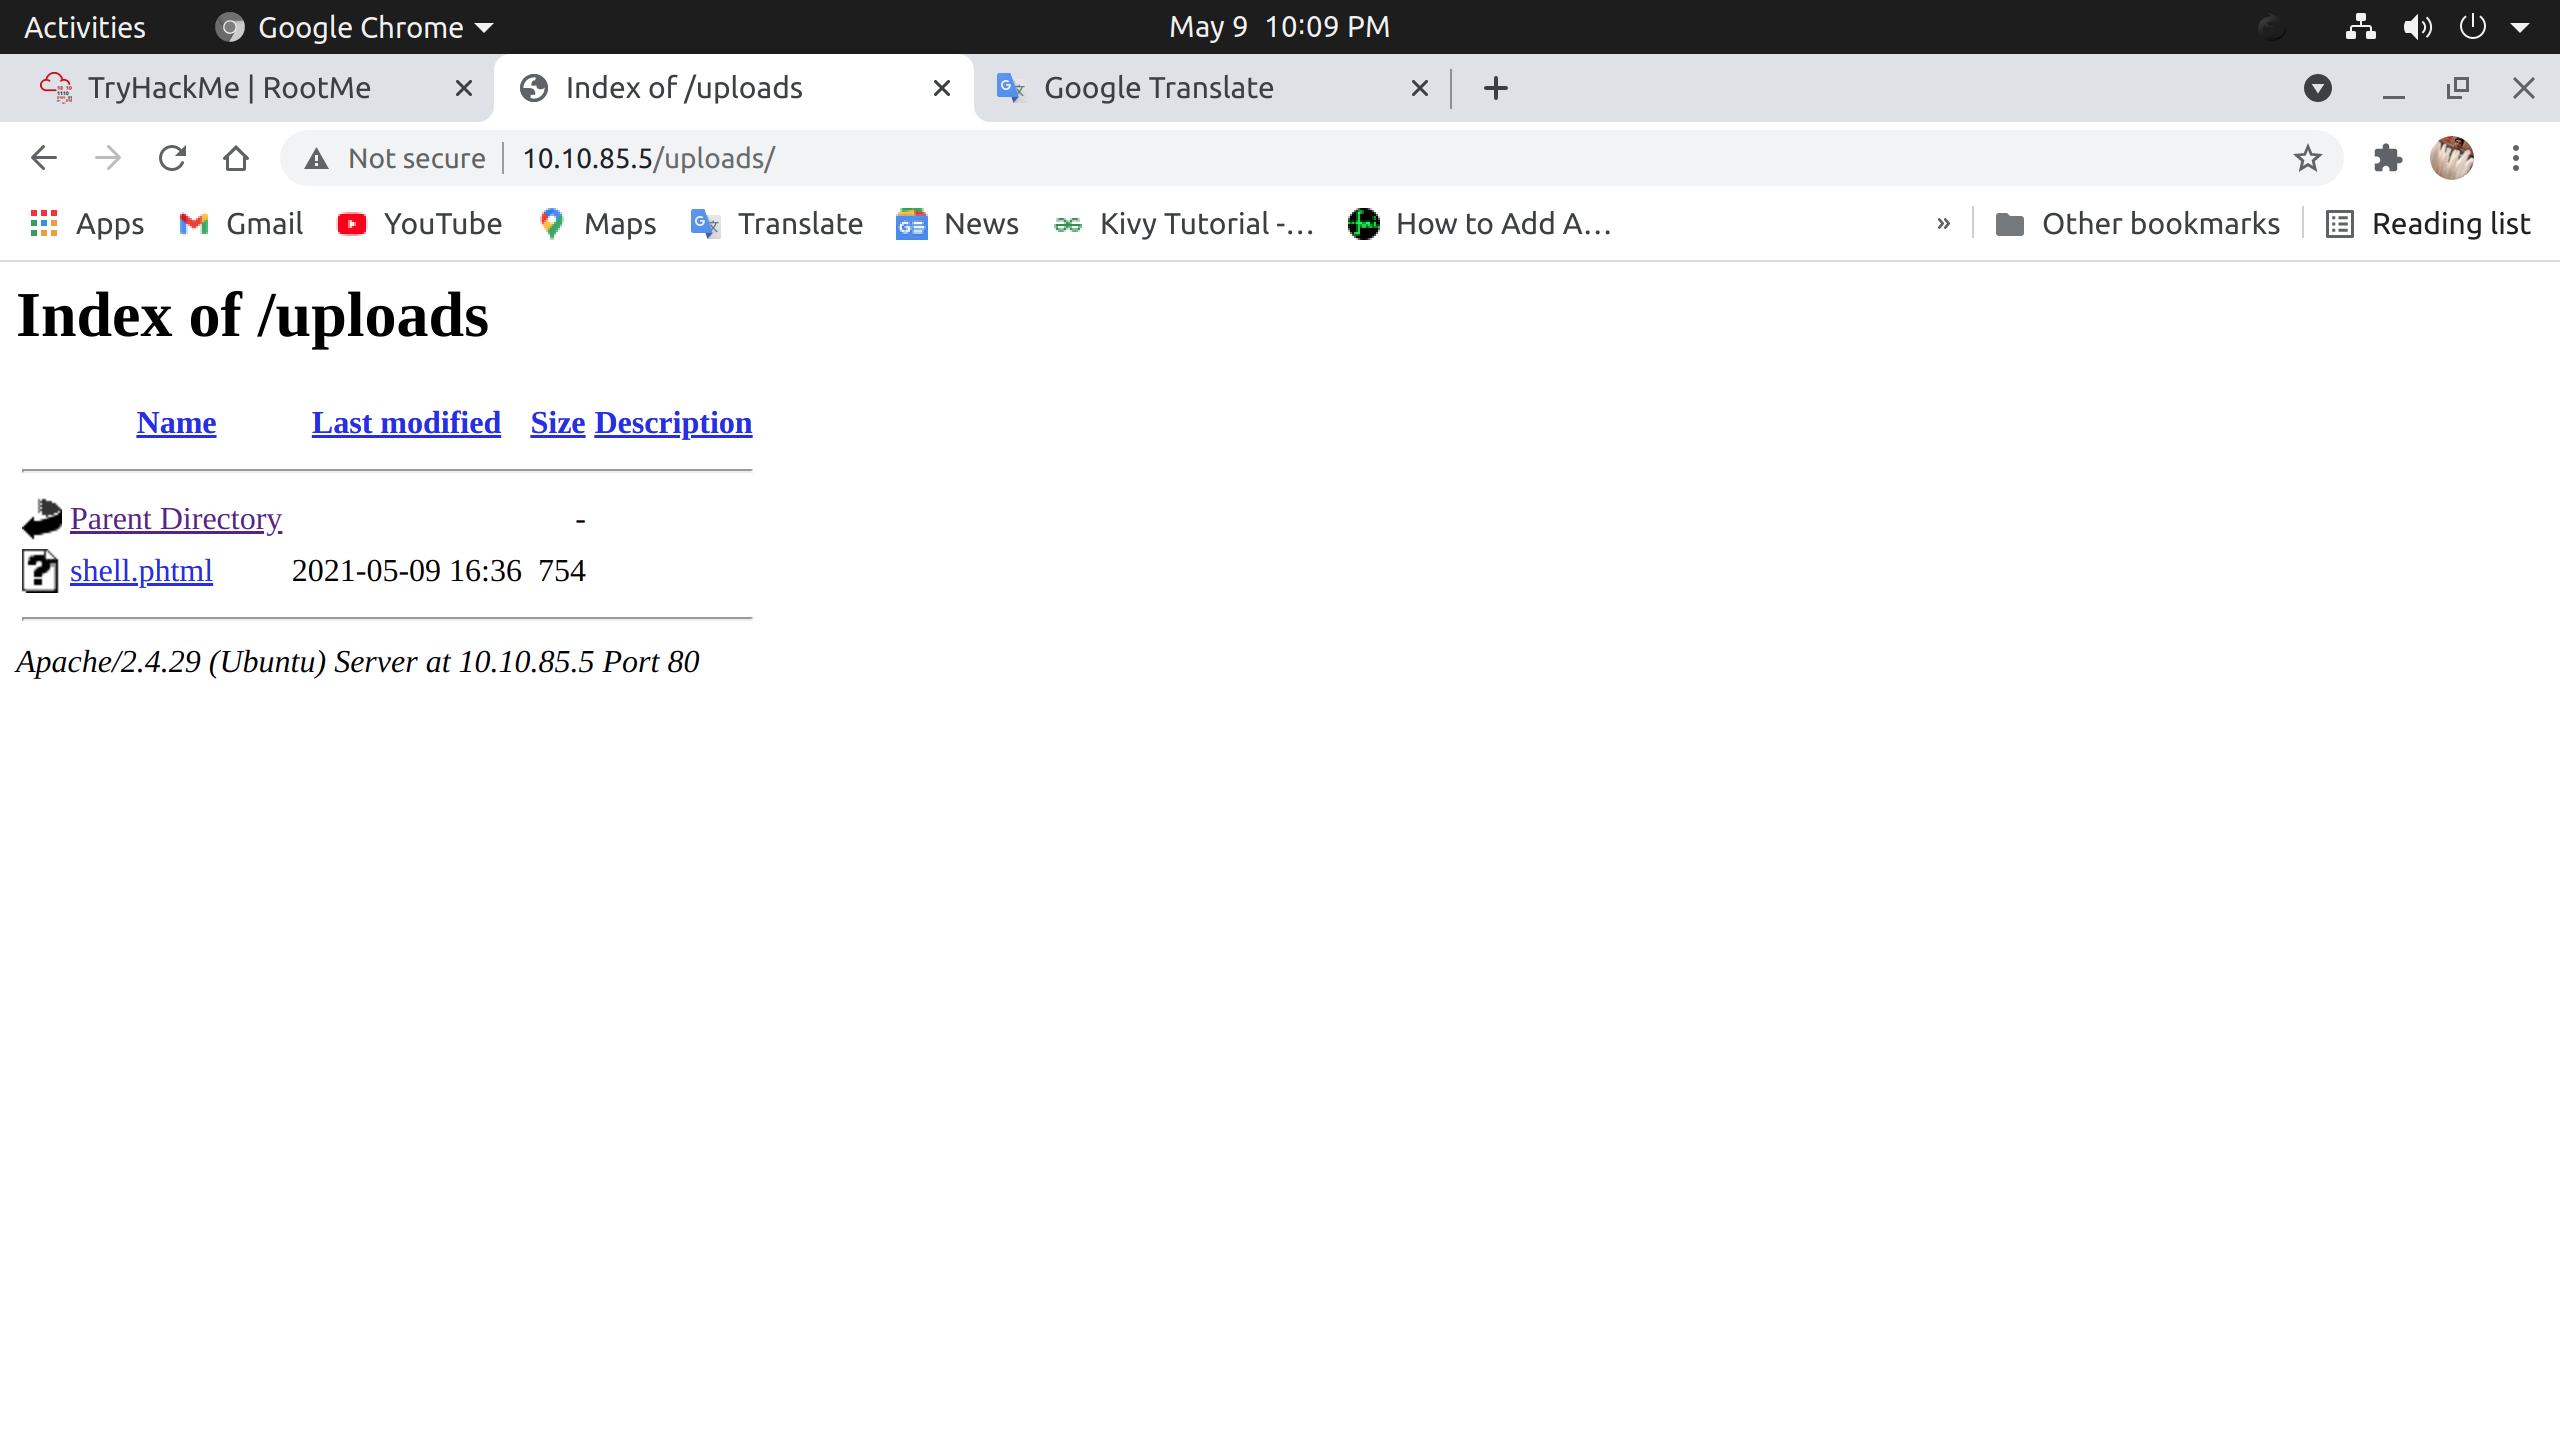 Activities Google Chrome May 9 10:09 PM
TryHackMe | RootMe Index of /uploads Google Translate
Not secure 10.10.85.5/uploads/
Apps Gmail YouTube Maps Translate News Kivy Tutorial -… How to Add A… » Other bookmarks Reading list
Index of /uploads
Name Last modified Size Description
Parent Directory -
shell.phtml 2021-05-09 16:36 754
Apache/2.4.29 (Ubuntu) Server at 10.10.85.5 Port 80